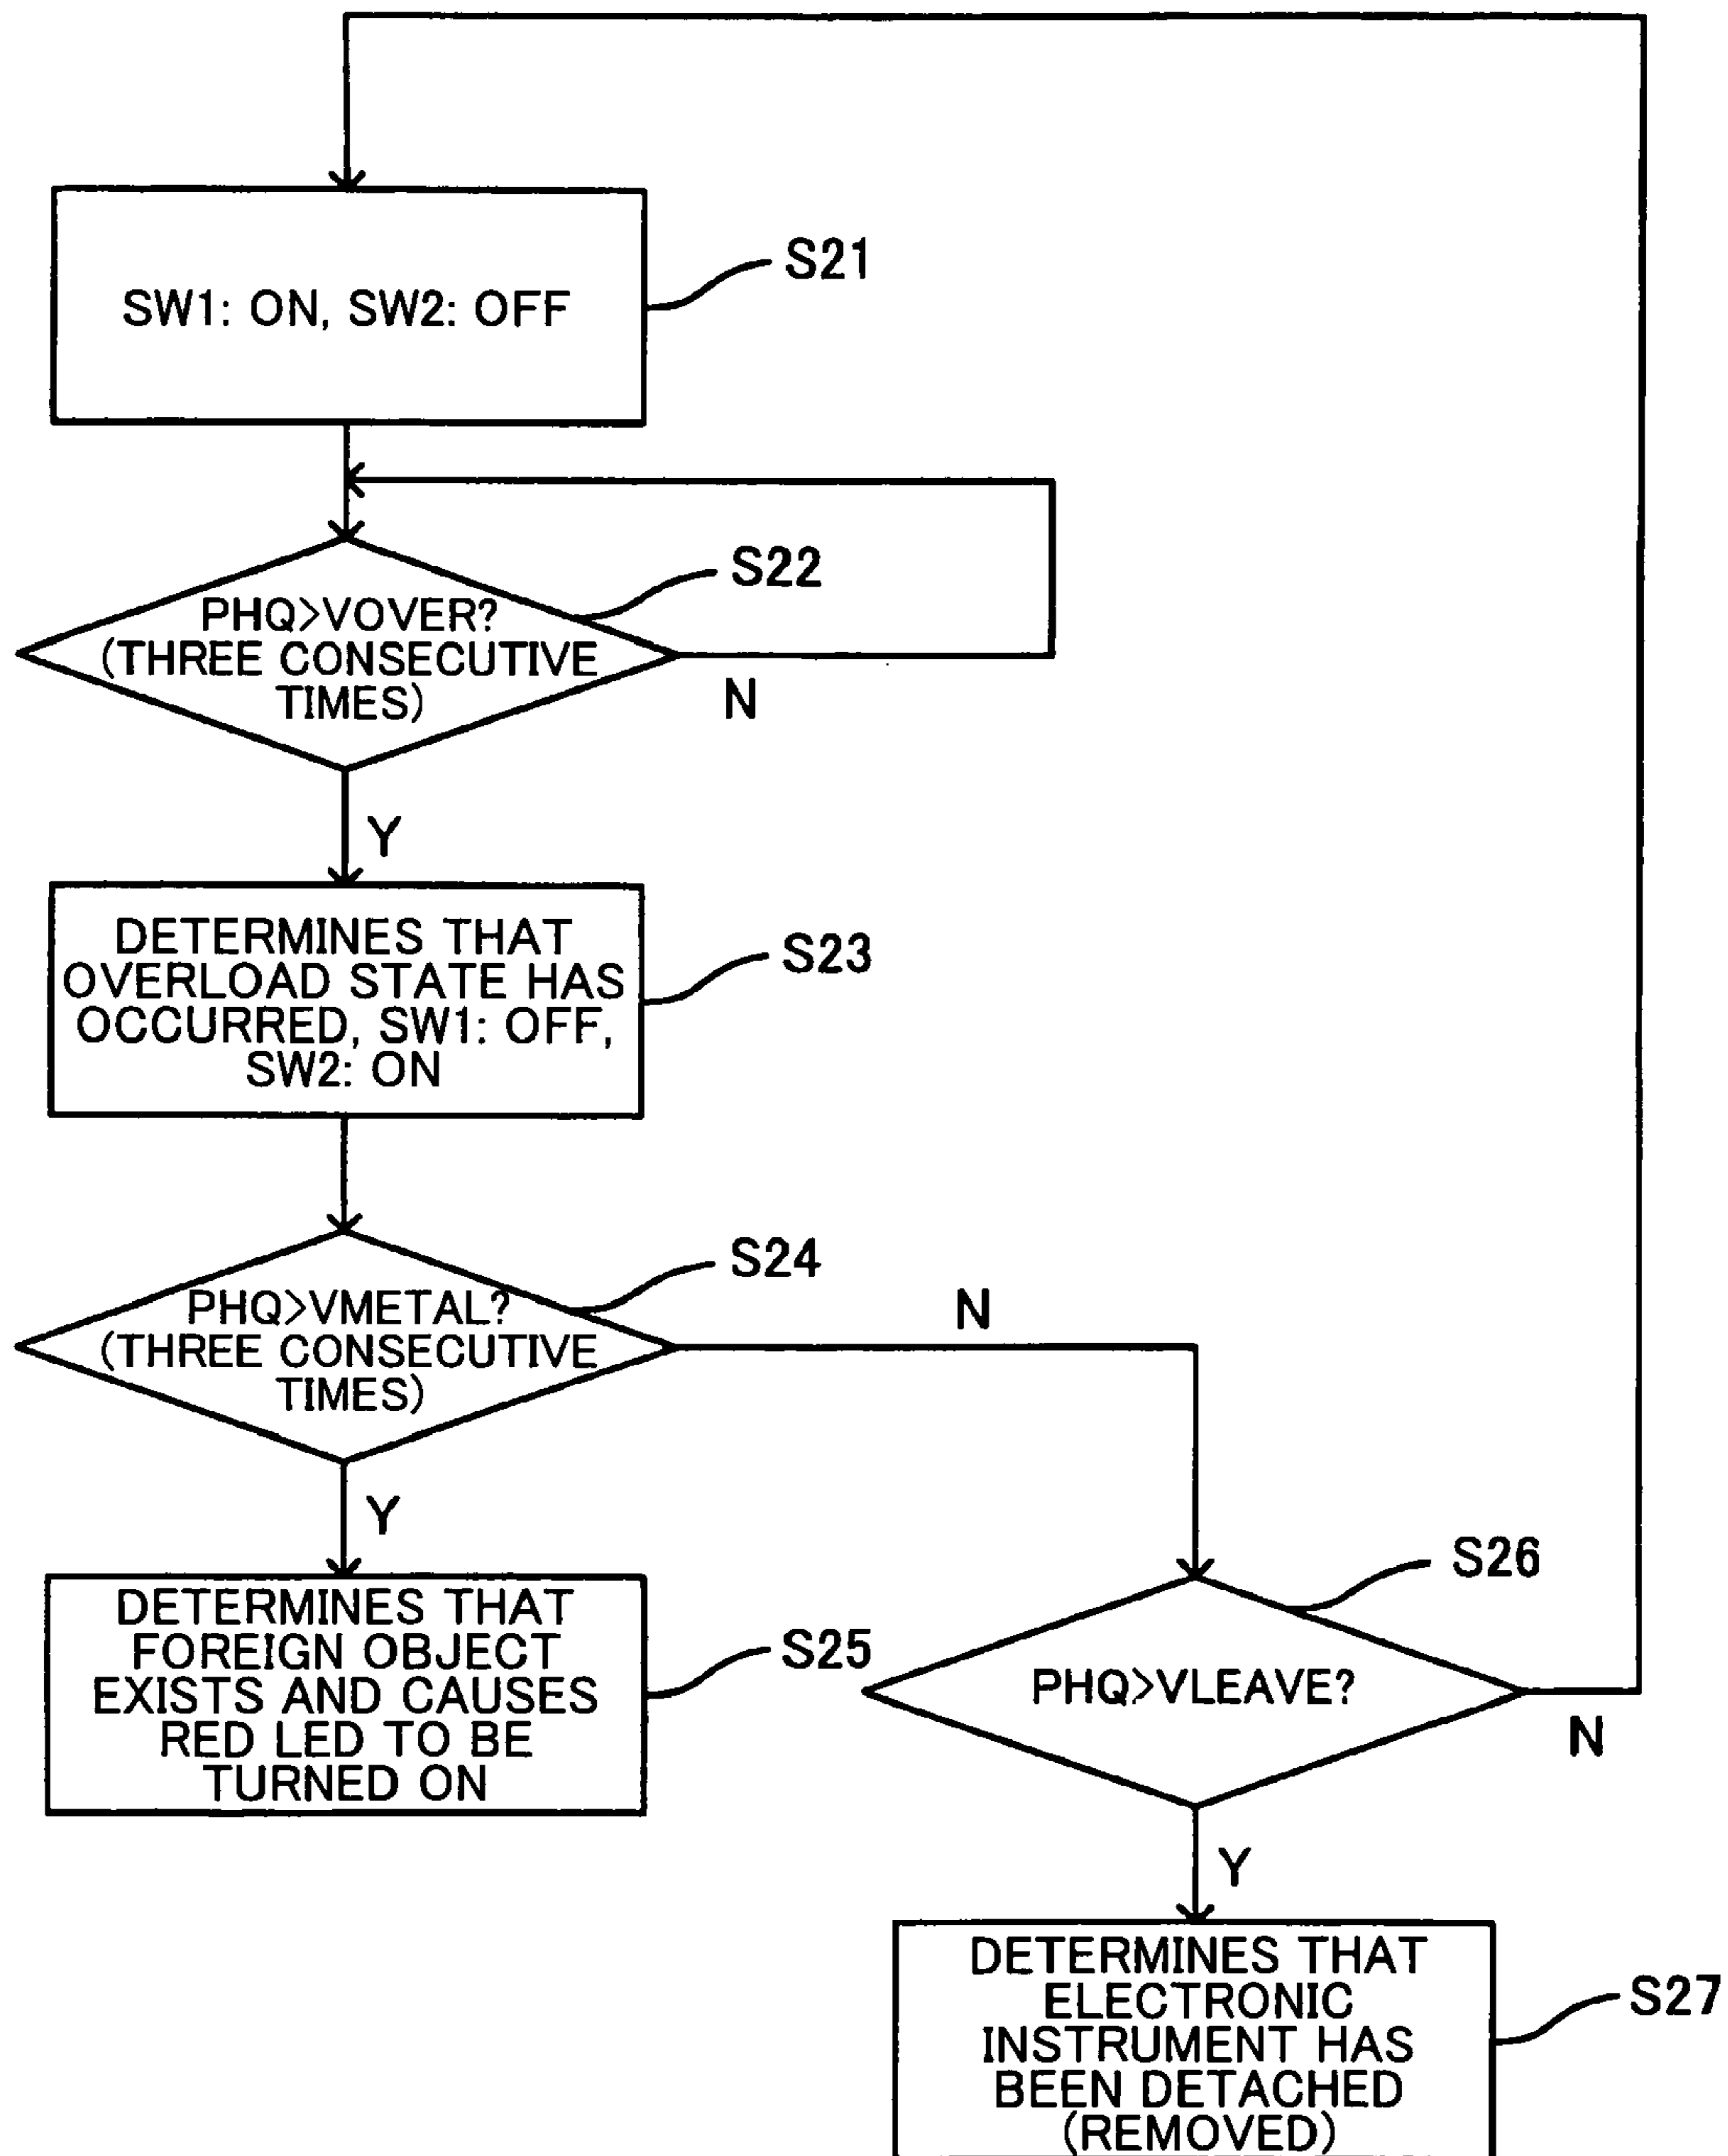 SW1: ON, SW2: OFF
S21
PHQ>VOVER?
(THREE CONSECUTIVE
TIMES)
S22
N
Y
DETERMINES THAT
OVERLOAD STATE HAS
OCCURRED, SW1: OFF,
SW2: ON
S23
PHQ>VMETAL?
(THREE CONSECUTIVE
TIMES)
S24
N
Y
DETERMINES THAT
FOREIGN OBJECT
EXISTS AND CAUSES
RED LED TO BE
TURNED ON
S25
PHQ>VLEAVE?
S26
N
Y
DETERMINES THAT
ELECTRONIC
INSTRUMENT HAS
BEEN DETACHED
(REMOVED)
S27